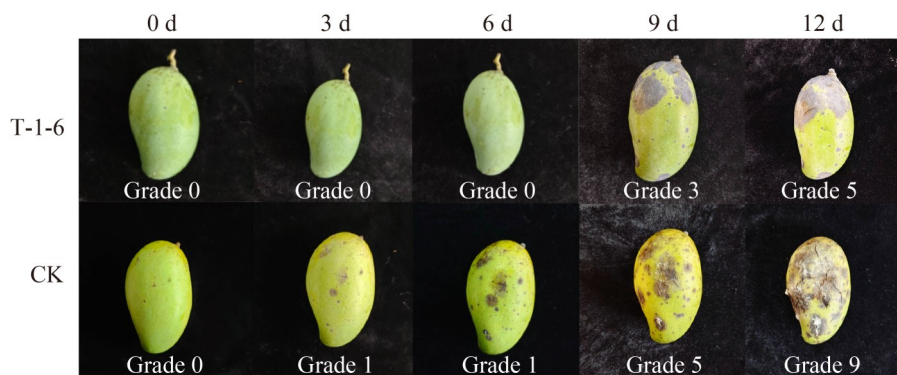 0 d 3 d 6 d 9 d 12 d
T-1-6
Grade 0 Grade 0 Grade 0 Grade 3 Grade 5
CK
Grade 0 Grade 1 Grade 1 Grade 5 Grade 9